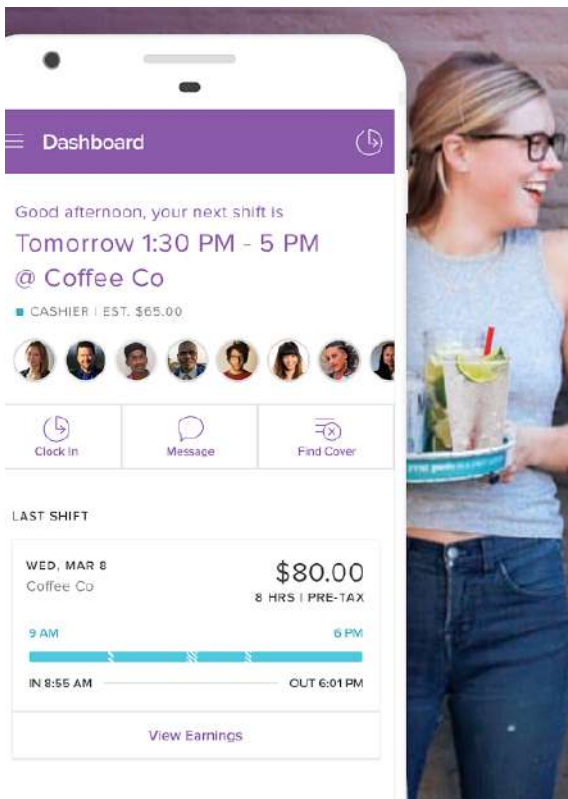 Dashboard
Good afternoon, your next shift is
Tomorrow 1:30 PM - 5 PM
@ Coffee Co
CASHIER | EST. $65.00
Clock In
Message
Find Cover
LAST SHIFT
WED, MAR 8
Coffee Co
$80.00
8 HRS | PRE-TAX
9 AM
6 PM
IN 8:55 AM
OUT 6:01 PM
View Earnings